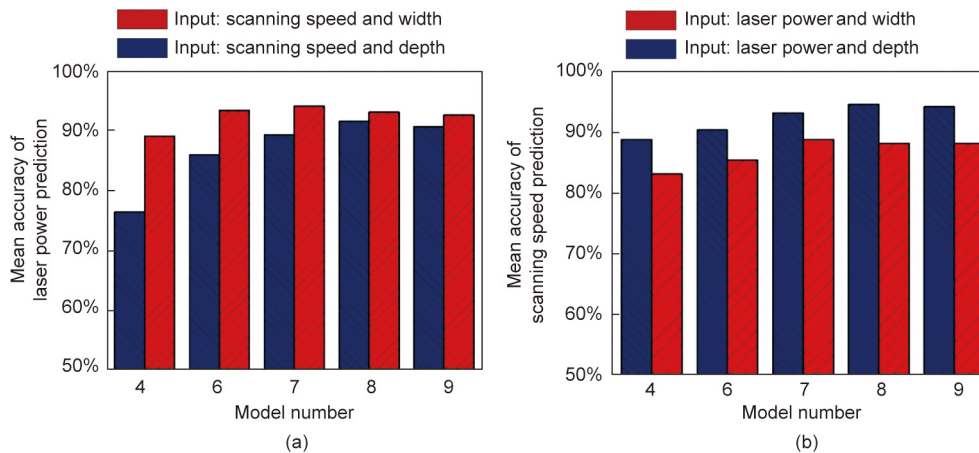 Input: scanning speed and width
Input: scanning speed and depth
Mean accuracy of
laser power prediction
100%
90%
80%
70%
60%
50%
4 6 7 8 9
Model number
(a)
Input: laser power and width
Input: laser power and depth
Mean accuracy of
scanning speed prediction
100%
90%
80%
70%
60%
50%
4 6 7 8 9
Model number
(b)